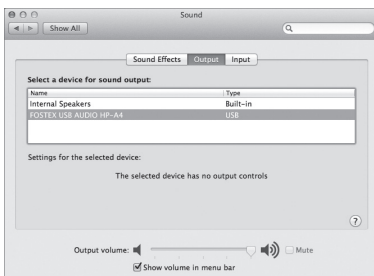 Sound
Show All
Sound Effects Output Input
Select a device for sound output:
Name Type
Internal Speakers Built-in
FOSTEX USB AUDIO HP-A4 USB
Settings for the selected device:
The selected device has no output controls
?
Output volume: Mute
Show volume in menu bar